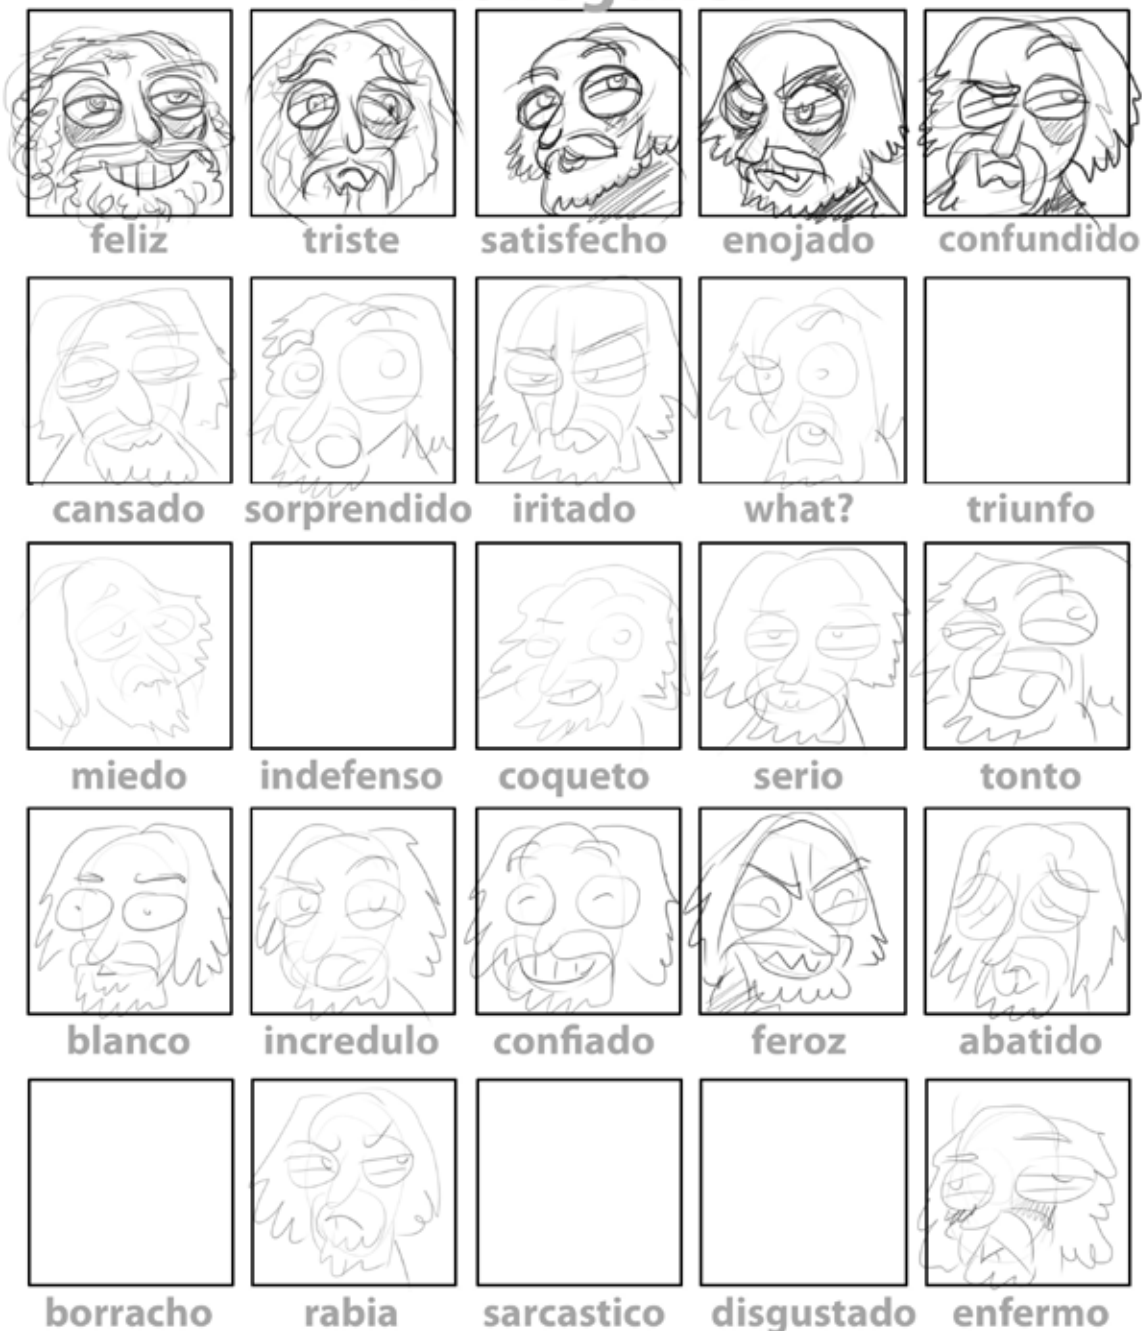 feliz triste satisfecho enojado confundido
cansado sorprendido iritado what? triunfo
miedo indefenso coqueto serio tonto
blanco incredulo confiado feroz abatido
borracho rabia sarcastico disgustado enfermo